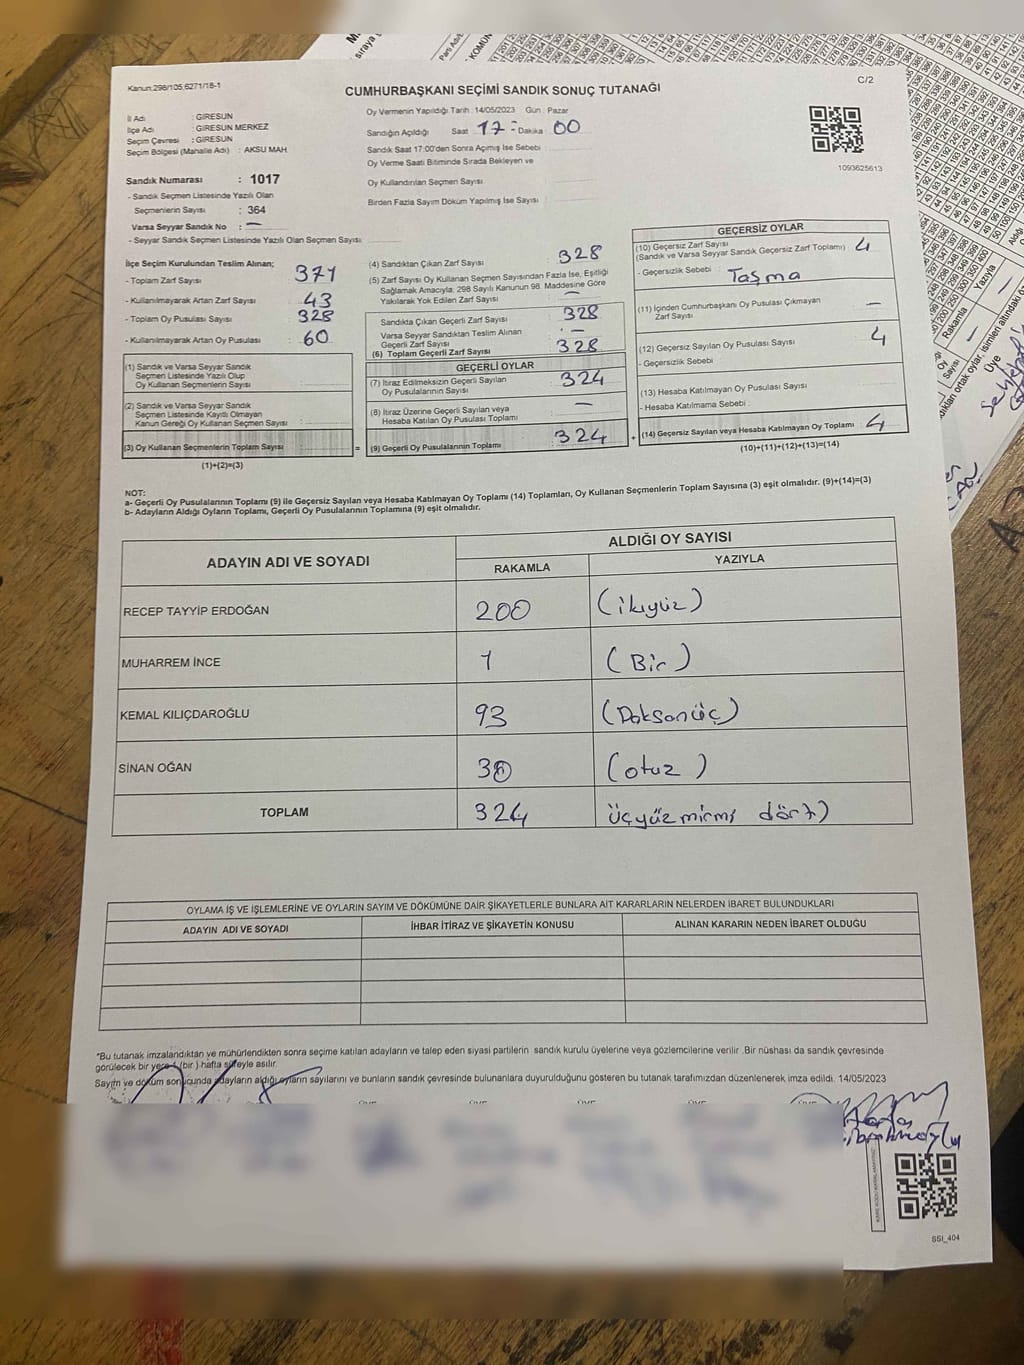 Kanun:298/105,6271/18-1
CUMHURBAŞKANI SEÇİMİ SANDIK SONUÇ TUTANAĞI
C/2
İl Adı : GİRESUN
İlçe Adı : GİRESUN MERKEZ
Seçim Çevresi : GİRESUN
Seçim Bölgesi (Mahalle Adı) : AKSU MAH.
Oy Vermenin Yapıldığı Tarih : 14/05/2023 Gün : Pazar
Sandığın Açıldığı Saat 17 - Dakika 00
Sandık Saat 17:00'den Sonra Açılmış İse Sebebi :
Oy Verme Saati Bitiminde Sırada Bekleyen ve
Oy Kullandırılan Seçmen Sayısı
Birden Fazla Sayım Döküm Yapılmış İse Sayısı :
1093625613
Sandık Numarası : 1017
- Sandık Seçmen Listesinde Yazılı Olan
Seçmenlerin Sayısı : 364
Varsa Seyyar Sandık No : —
- Seyyar Sandık Seçmen Listesinde Yazılı Olan Seçmen Sayısı
İlçe Seçim Kurulundan Teslim Alınan;
- Toplam Zarf Sayısı 371
- Kullanılmayarak Artan Zarf Sayısı : 43
- Toplam Oy Pusulası Sayısı : 328
- Kullanılmayarak Artan Oy Pusulası : 60
(1) Sandık ve Varsa Seyyar Sandık
Seçmen Listesinde Yazılı Olup
Oy Kullanan Seçmenlerin Sayısı
(2) Sandık ve Varsa Seyyar Sandık
Seçmen Listesinde Kayıtlı Olmayan
Kanun Gereği Oy Kullanan Seçmen Sayısı :
(3) Oy Kullanan Seçmenlerin Toplam Sayısı :
(1)+(2)=(3)
(4) Sandıktan Çıkan Zarf Sayısı : 328
(5) Zarf Sayısı Oy Kullanan Seçmen Sayısından Fazla İse, Eşitliği
Sağlamak Amacıyla, 298 Sayılı Kanunun 98. Maddesine Göre
Yakılarak Yok Edilen Zarf Sayısı : —
Sandıkta Çıkan Geçerli Zarf Sayısı : 328
Varsa Seyyar Sandıktan Teslim Alınan
Geçerli Zarf Sayısı : —
(6) Toplam Geçerli Zarf Sayısı : 328
GEÇERLİ OYLAR
(7) İtiraz Edilmeksizin Geçerli Sayılan
Oy Pusulalarının Sayısı : 324
(8) İtiraz Üzerine Geçerli Sayılan veya
Hesaba Katılan Oy Pusulası Toplamı : —
= (9) Geçerli Oy Pusulalarının Toplamı : 324
GEÇERSİZ OYLAR
(10) Geçersiz Zarf Sayısı
(Sandık ve Varsa Seyyar Sandık Geçersiz Zarf Toplamı) 4
- Geçersizlik Sebebi : Taşma
(11) İçinden Cumhurbaşkanı Oy Pusulası Çıkmayan
Zarf Sayısı —
(12) Geçersiz Sayılan Oy Pusulası Sayısı 4
- Geçersizlik Sebebi :
(13) Hesaba Katılmayan Oy Pusulası Sayısı
- Hesaba Katılmama Sebebi :
+ (14) Geçersiz Sayılan veya Hesaba Katılmayan Oy Toplamı 4
(10)+(11)+(12)+(13)=(14)
NOT:
a- Geçerli Oy Pusulalarının Toplamı (9) ile Geçersiz Sayılan veya Hesaba Katılmayan Oy Toplamı (14) Toplamları, Oy Kullanan Seçmenlerin Toplam Sayısına (3) eşit olmalıdır. (9)+(14)=(3)
b- Adayların Aldığı Oyların Toplamı, Geçerli Oy Pusulalarının Toplamına (9) eşit olmalıdır.
ADAYIN ADI VE SOYADI
ALDIĞI OY SAYISI
RAKAMLA YAZIYLA
RECEP TAYYİP ERDOĞAN 200 (ikiyüz)
MUHARREM İNCE 1 (Bir)
KEMAL KILIÇDAROĞLU 93 (Doksanüç)
SİNAN OĞAN 30 (otuz )
TOPLAM 324 üçyüz mirmi dört)
OYLAMA İŞ VE İŞLEMLERİNE VE OYLARIN SAYIM VE DÖKÜMÜNE DAİR ŞİKAYETLERLE BUNLARA AİT KARARLARIN NELERDEN İBARET BULUNDUKLARI
ADAYIN ADI VE SOYADI İHBAR İTİRAZ VE ŞİKAYETİN KONUSU ALINAN KARARIN NEDEN İBARET OLDUĞU
*Bu tutanak imzalandıktan ve mühürlendikten sonra seçime katılan adayların ve talep eden siyasi partilerin sandık kurulu üyelerine veya gözlemcilerine verilir .Bir nüshası da sandık çevresinde
görülecek bir yere 1 (bir ) hafta süreyle asılır.
Sayım ve döküm sonucunda adayların aldığı oyların sayılarını ve bunların sandık çevresinde bulunanlara duyurulduğunu gösteren bu tutanak tarafımızdan düzenlenerek imza edildi. 14/05/2023
SSI_404
Rakamla
Yazıyla
Oy
Sayısı
Üye